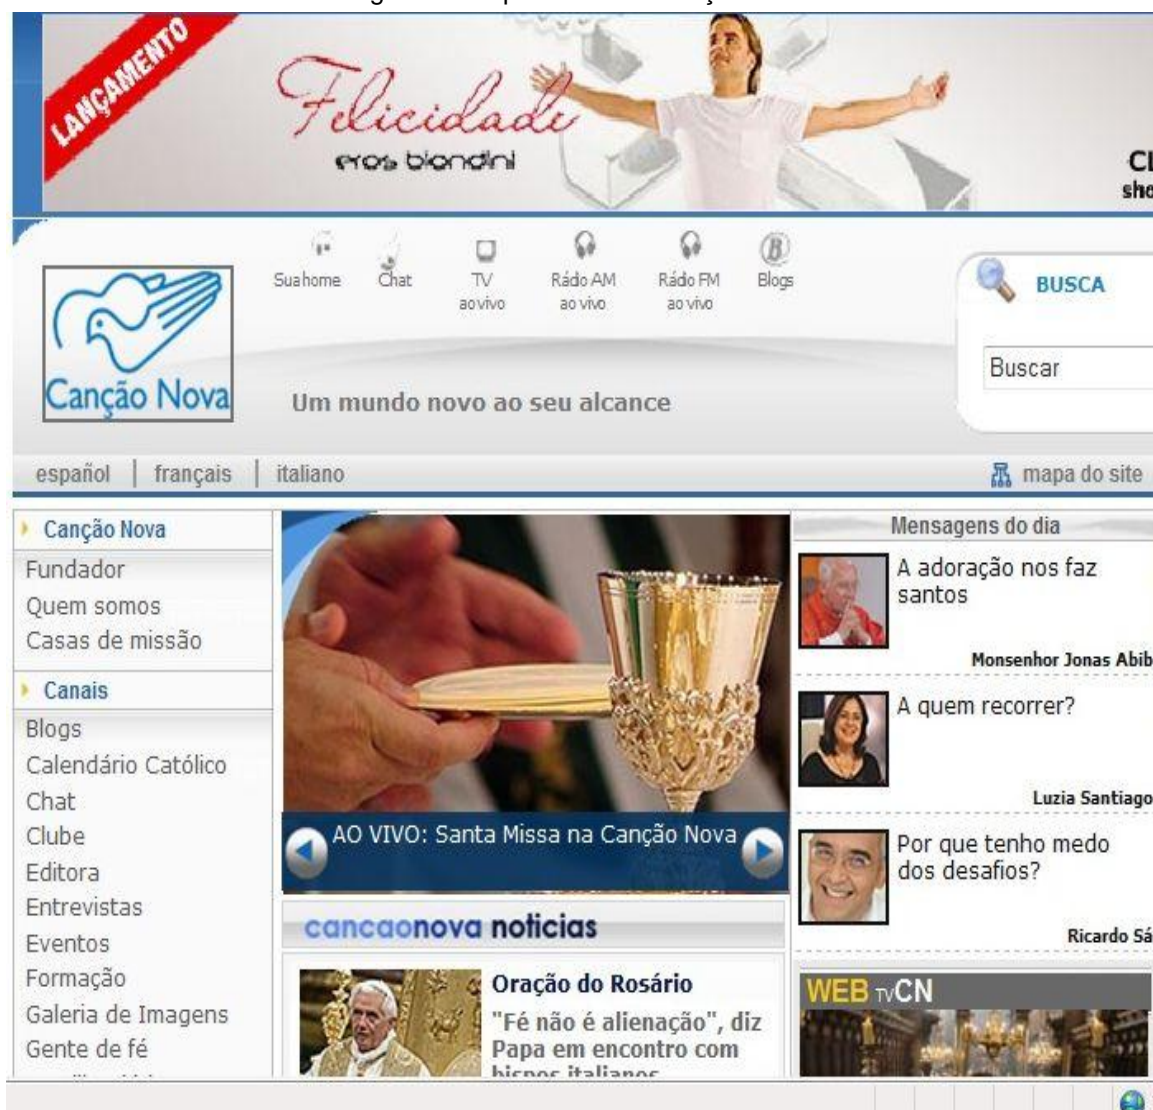 LANÇAMENTO
Felicidade
eros biondini
Sua home
Chat
TV
ao vivo
Rádio AM
ao vivo
Rádio FM
ao vivo
Blogs
BUSCA
Buscar
Canção Nova
Um mundo novo ao seu alcance
español
français
italiano
mapa do site
Canção Nova
Fundador
Quem somos
Casas de missão
Canais
Blogs
Calendário Católico
Chat
Clube
Editora
Entrevistas
Eventos
Formação
Galeria de Imagens
Gente de fé
AO VIVO: Santa Missa na Canção Nova
cancaonova noticias
Oração do Rosário
"Fé não é alienação", diz
Papa em encontro com
bispos italianos
Mensagens do dia
A adoração nos faz
santos
Monsenhor Jonas Abib
A quem recorrer?
Luzia Santiago
Por que tenho medo
dos desafios?
Ricardo Sá
WEB TVCN